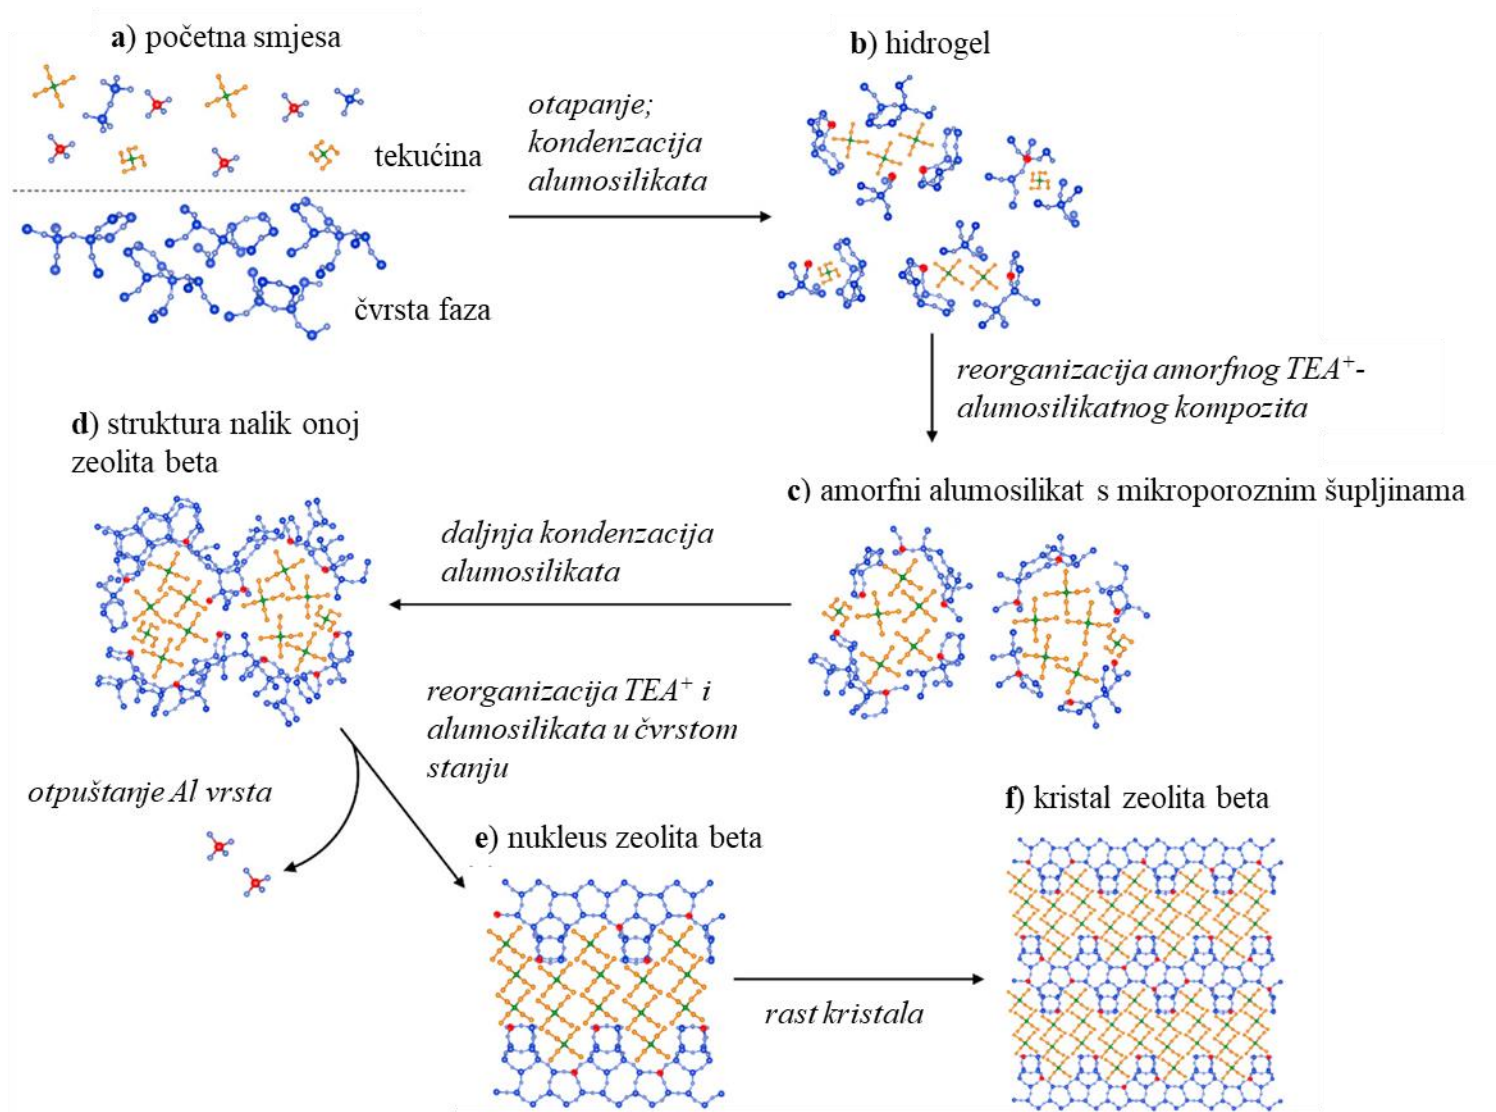 a) početna smjesa
tekućina
čvrsta faza
otapanje;
kondenzacija
alumosilikata
b) hidrogel
reorganizacija amorfnog TEA⁺-
alumosilikatnog kompozita
c) amorfni alumosilikat s mikroporoznim šupljinama
daljnja kondenzacija
alumosilikata
d) struktura nalik onoj
zeolita beta
reorganizacija TEA⁺ i
alumosilikata u čvrstom
stanju
otpuštanje Al vrsta
e) nukleus zeolita beta
rast kristala
f) kristal zeolita beta